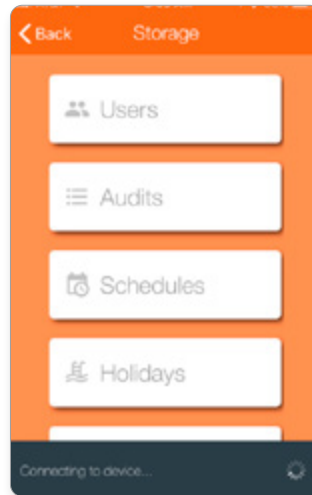 Back
Storage
Users
Audits
Schedules
Holidays
Connecting to device...